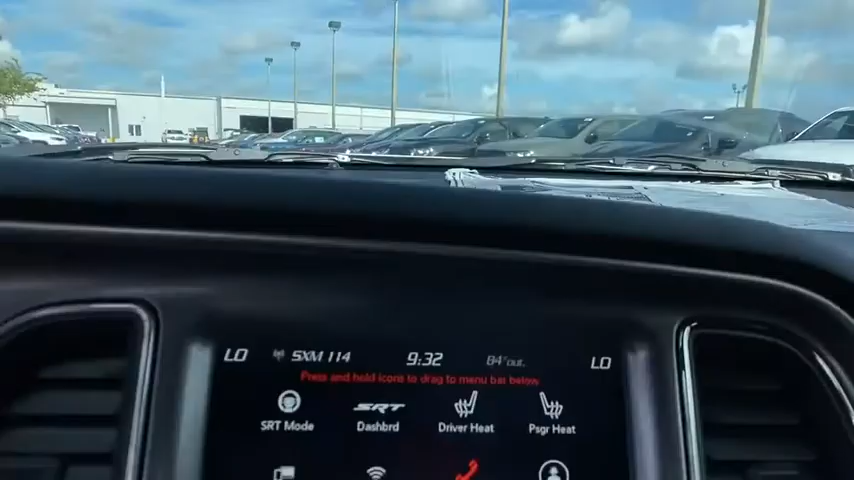 LO SXM 114 9:32 84°out. LO
Press and hold icons to drag to menu bar below
SRT
SRT Mode Dashbrd Driver Heat Psgr Heat